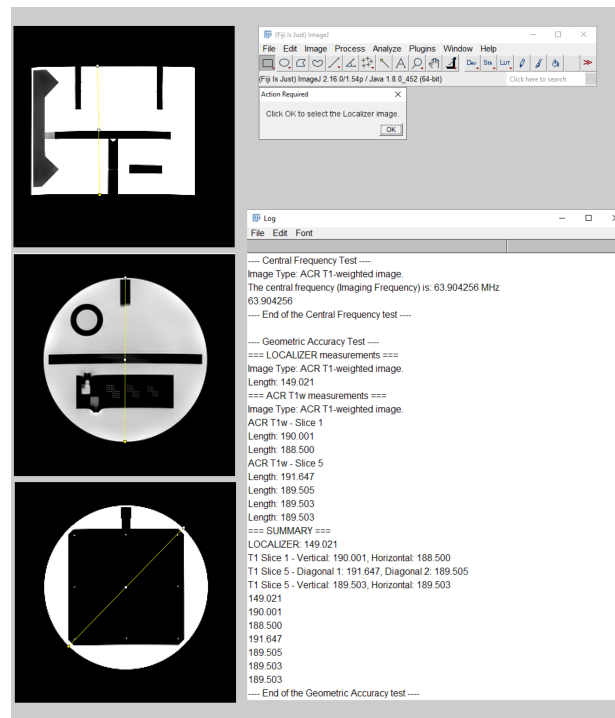 (Fiji Is Just) ImageJ
File Edit Image Process Analyze Plugins Window Help
Dev Stk LUT
(Fiji Is Just) ImageJ 2.16.0/1.54p / Java 1.8.0_452 (64-bit)
Click here to search
Action Required
Click OK to select the Localizer image.
OK
Log
File Edit Font
---- Central Frequency Test ----
Image Type: ACR T1-weighted image.
The central frequency (Imaging Frequency) is: 63.904256 MHz
63.904256
---- End of the Central Frequency test ----
---- Geometric Accuracy Test ----
=== LOCALIZER measurements ===
Image Type: ACR T1-weighted image.
Length: 149.021
=== ACR T1w measurements ===
Image Type: ACR T1-weighted image.
ACR T1w - Slice 1
Length: 190.001
Length: 188.500
ACR T1w - Slice 5
Length: 191.647
Length: 189.505
Length: 189.503
Length: 189.503
=== SUMMARY ===
LOCALIZER: 149.021
T1 Slice 1 - Vertical: 190.001, Horizontal: 188.500
T1 Slice 5 - Diagonal 1: 191.647, Diagonal 2: 189.505
T1 Slice 5 - Vertical: 189.503, Horizontal: 189.503
149.021
190.001
188.500
191.647
189.505
189.503
189.503
---- End of the Geometric Accuracy test ----